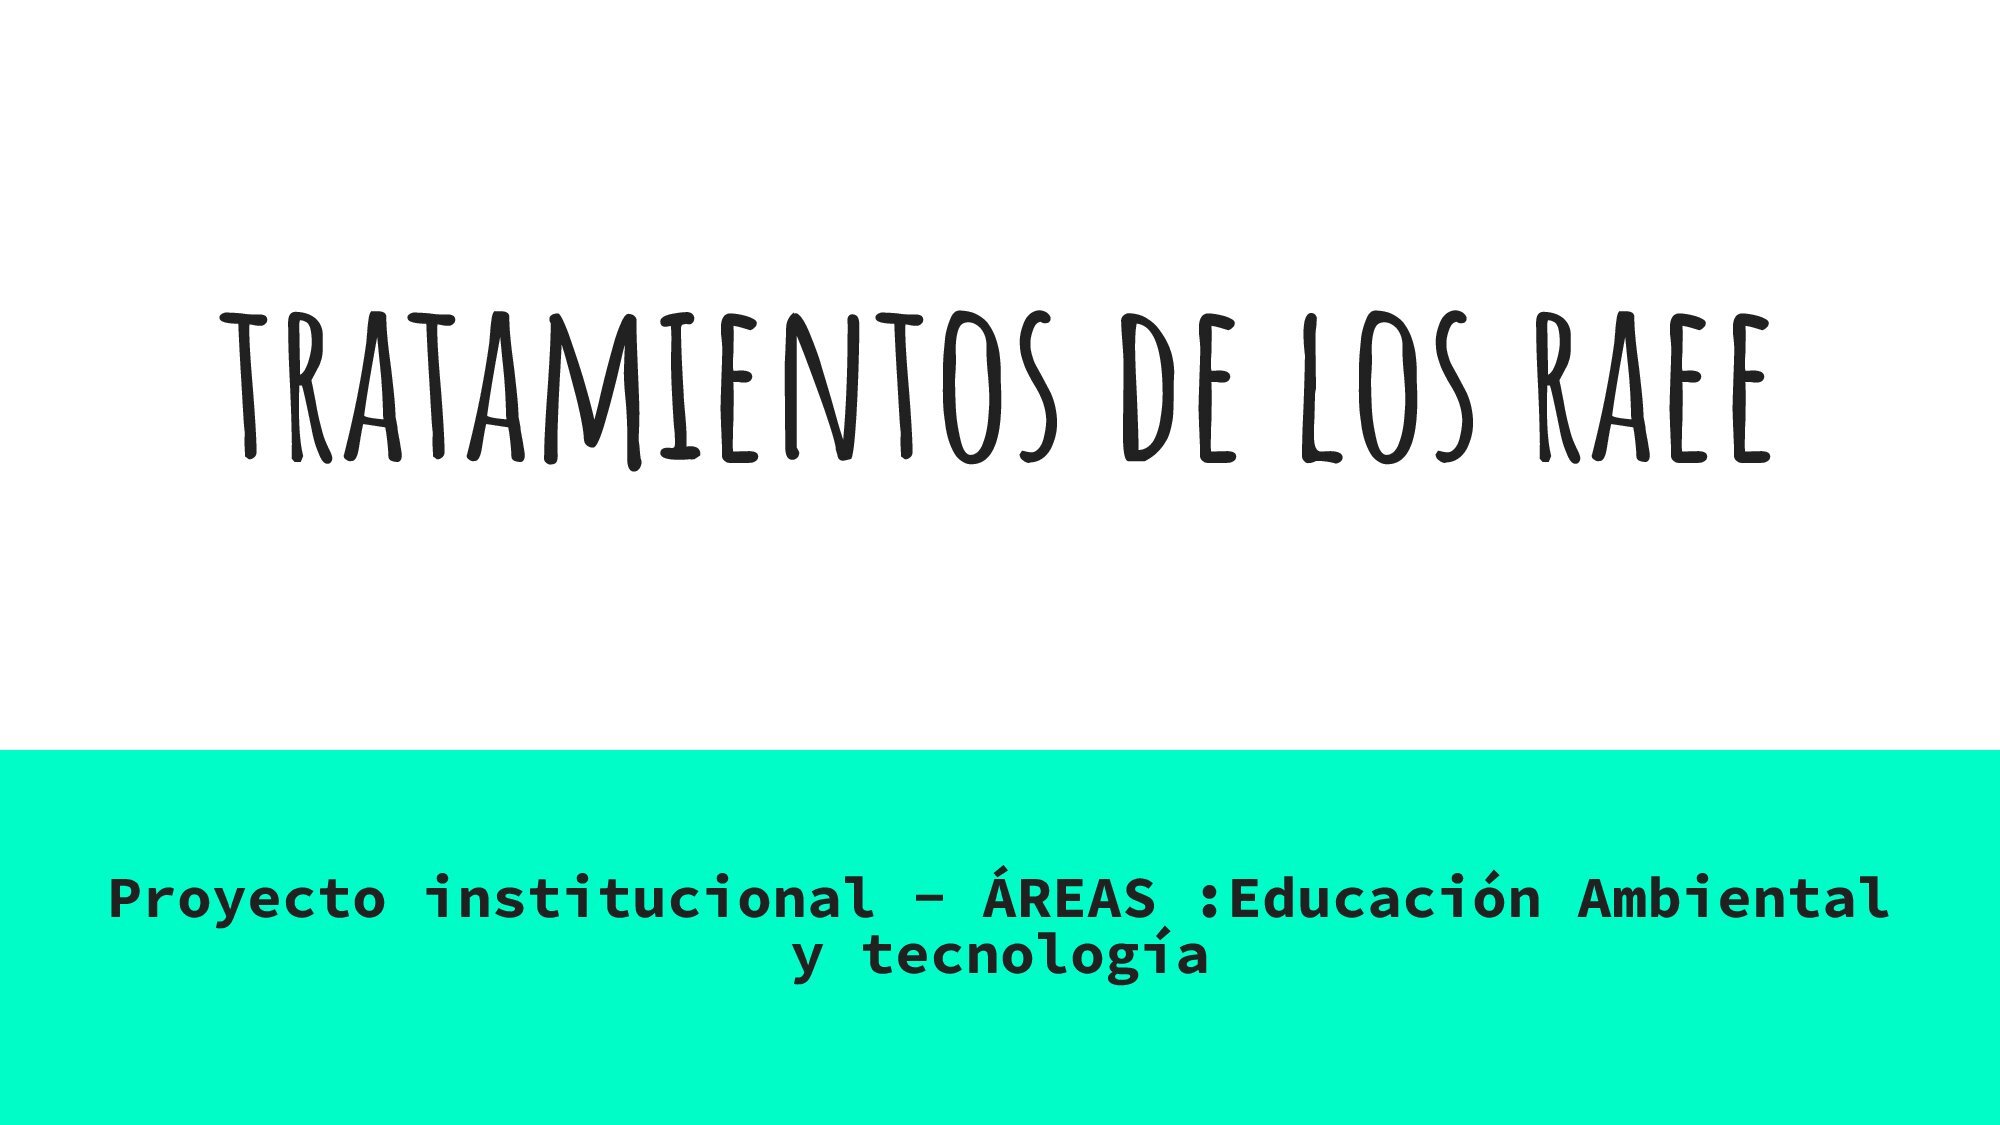 TRATAMIENTOS DE LOS RAEE
Proyecto institucional - ÁREAS :Educación Ambiental
y tecnología